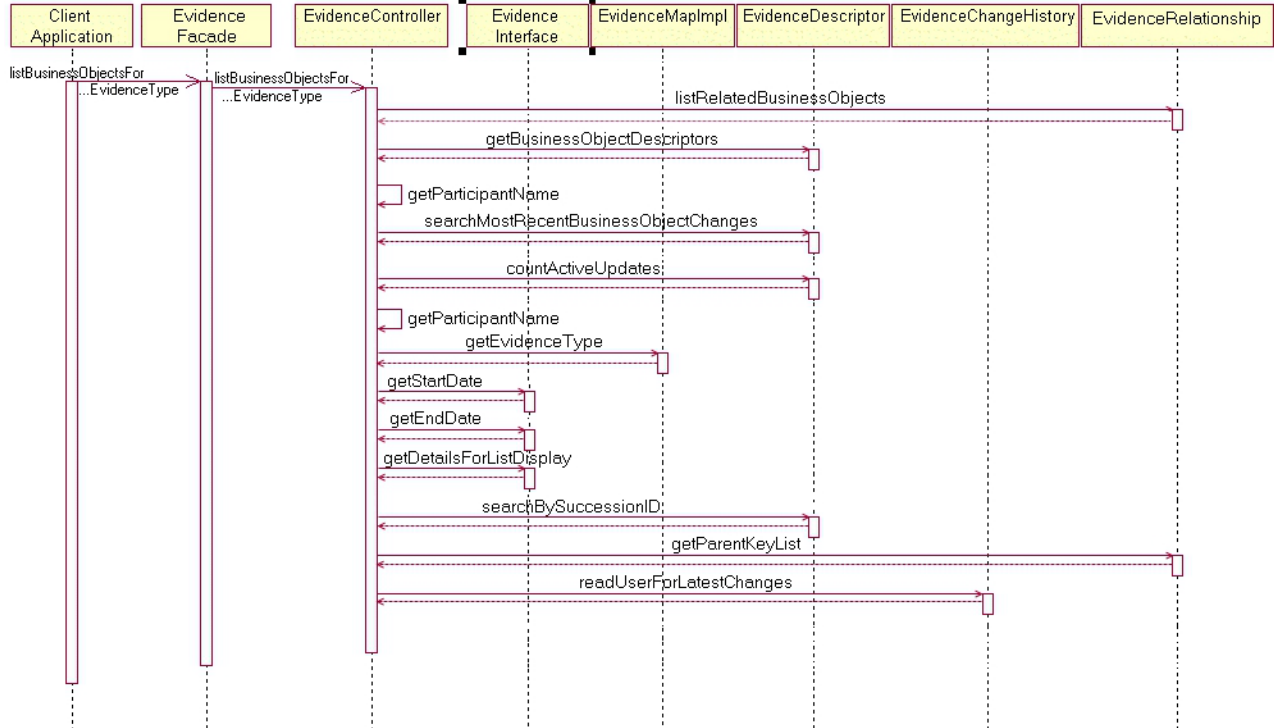 Client
Application
Evidence
Facade
EvidenceController
Evidence
Interface
EvidenceMapImpl
EvidenceDescriptor
EvidenceChangeHistory
EvidenceRelationship
listBusinessObjectsFor
...EvidenceType
listBusinessObjectsFor
...EvidenceType
listRelatedBusinessObjects
getBusinessObjectDescriptors
getParticipantName
searchMostRecentBusinessObjectChanges
countActiveUpdates
getParticipantName
getEvidenceType
getStartDate
getEndDate
getDetailsForListDisplay
searchBySuccessionID
getParentKeyList
readUserForLatestChanges